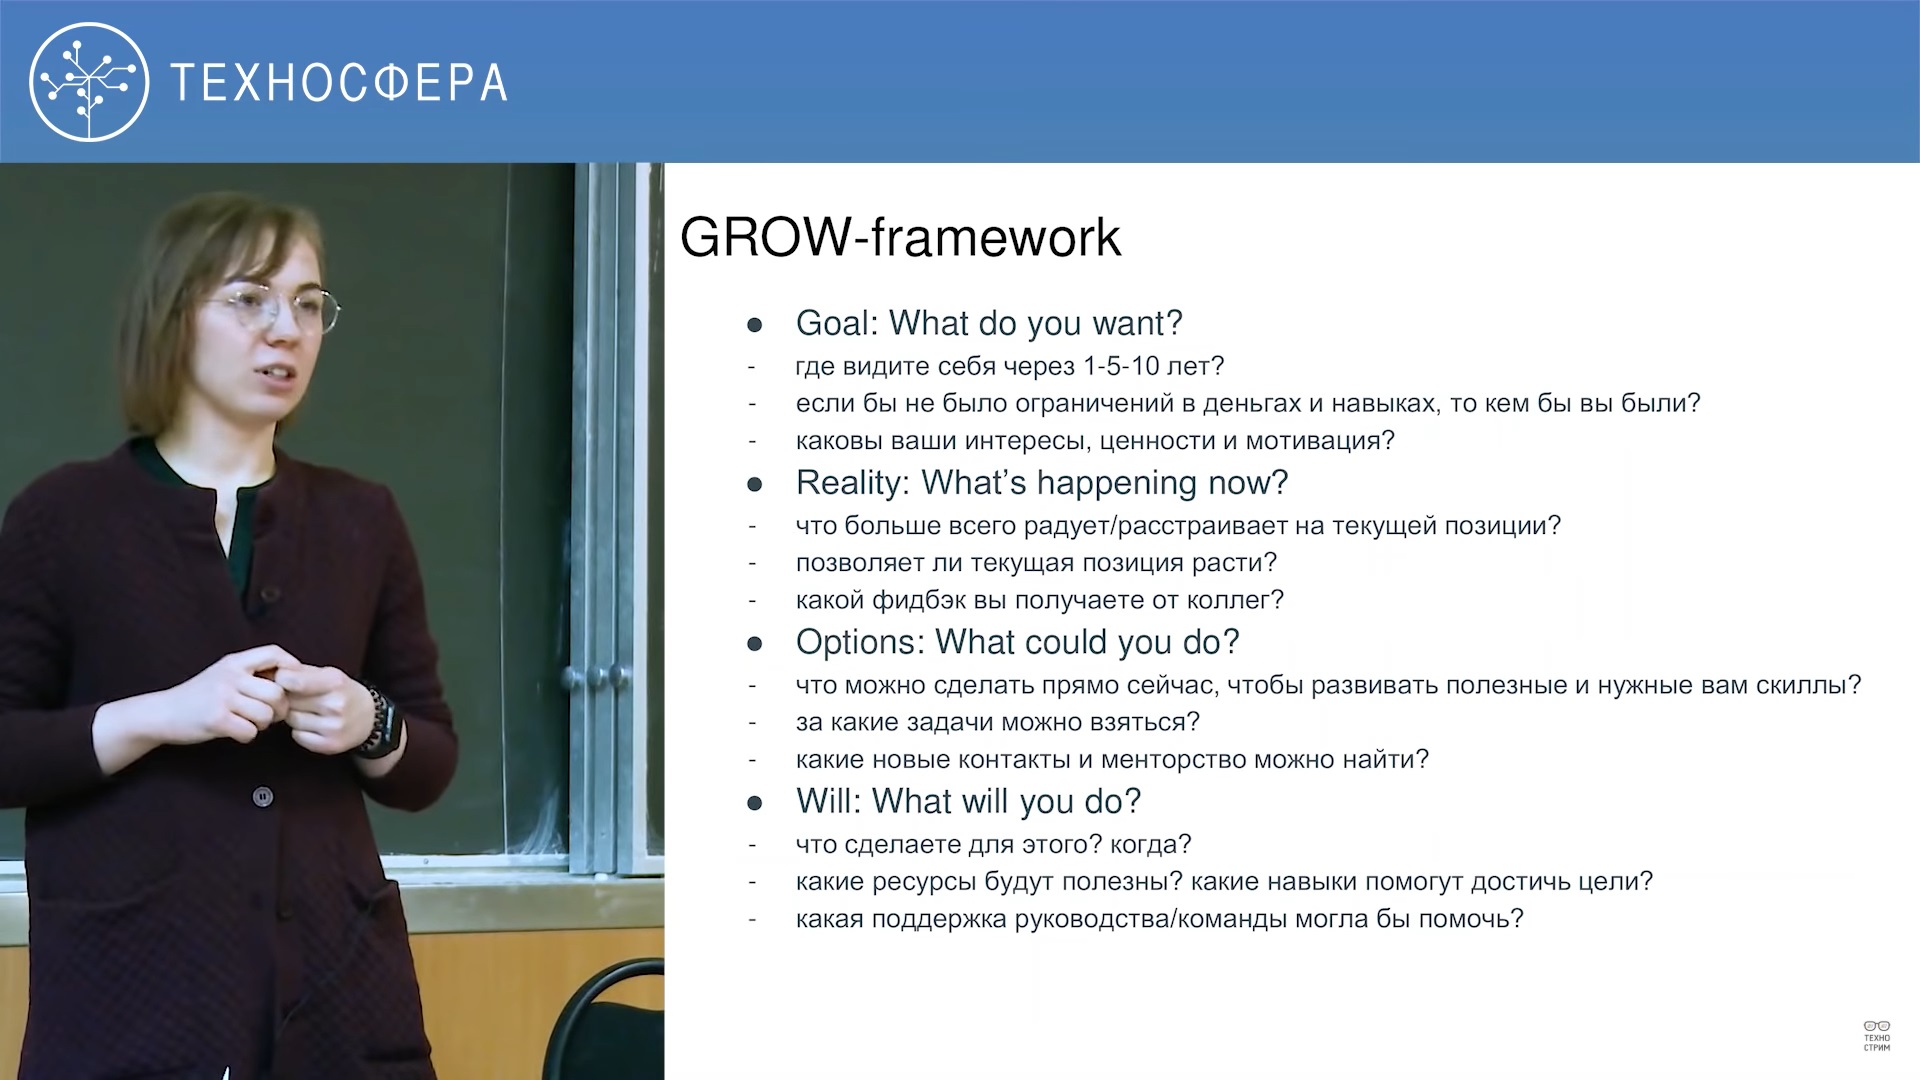 ТЕХНОСФЕРА
GROW-framework
● Goal: What do you want?
- где видите себя через 1-5-10 лет?
- если бы не было ограничений в деньгах и навыках, то кем бы вы были?
- каковы ваши интересы, ценности и мотивация?
● Reality: What’s happening now?
- что больше всего радует/расстраивает на текущей позиции?
- позволяет ли текущая позиция расти?
- какой фидбэк вы получаете от коллег?
● Options: What could you do?
- что можно сделать прямо сейчас, чтобы развивать полезные и нужные вам скиллы?
- за какие задачи можно взяться?
- какие новые контакты и менторство можно найти?
● Will: What will you do?
- что сделаете для этого? когда?
- какие ресурсы будут полезны? какие навыки помогут достичь цели?
- какая поддержка руководства/команды могла бы помочь?
ТЕХНО
СТРИМ